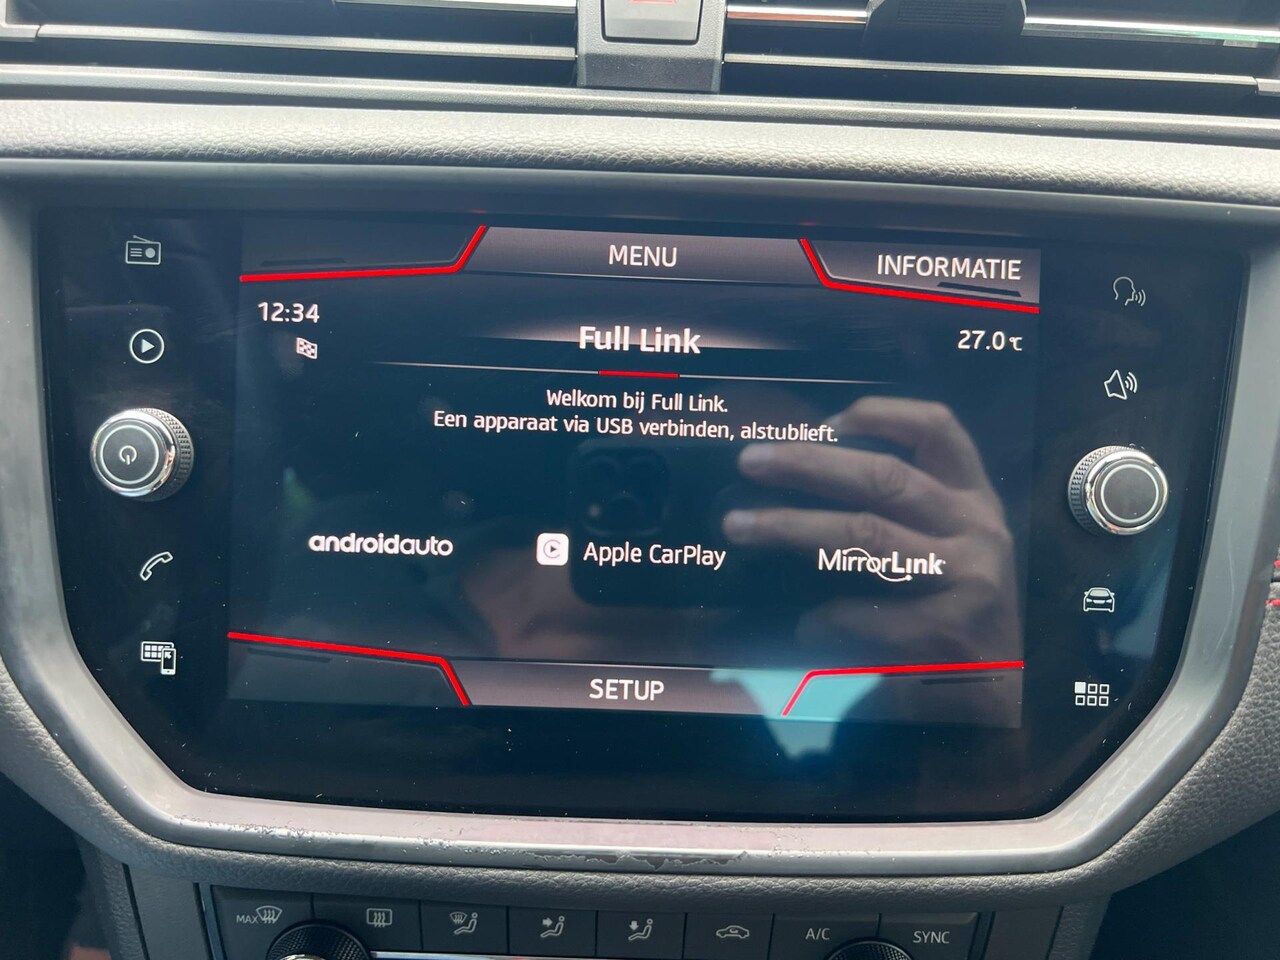 MENU
INFORMATIE
12:34
Full Link
27.0°C
Welkom bij Full Link.
Een apparaat via USB verbinden, alstublieft.
androidauto
Apple CarPlay
MirrorLink
SETUP
MAX
A/C
SYNC